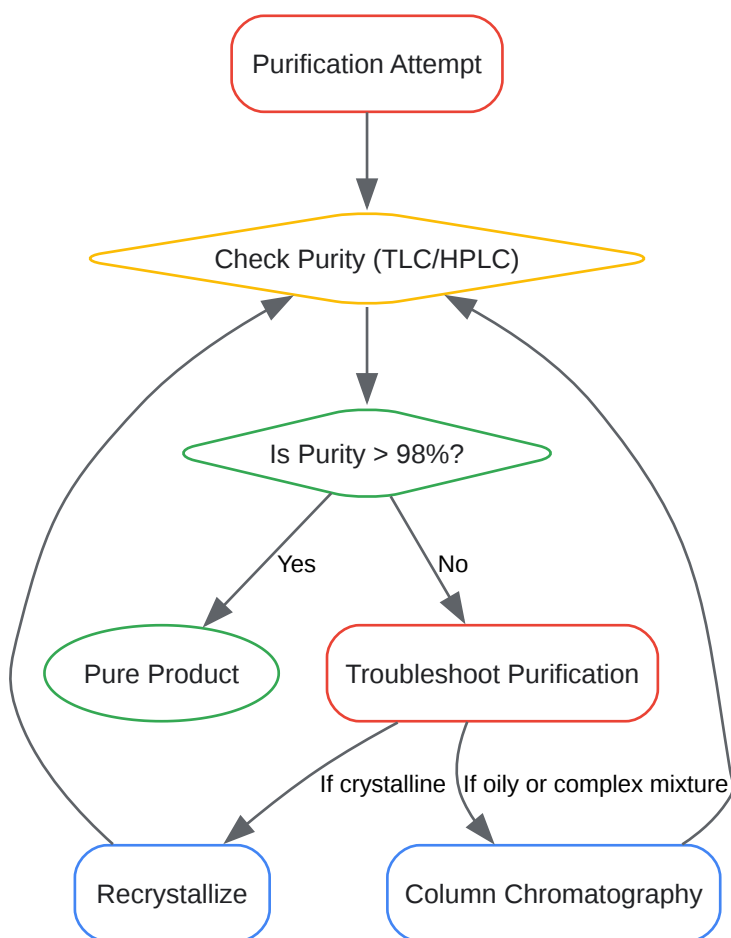 Purification Attempt
Check Purity (TLC/HPLC)
Is Purity > 98%?
Yes
No
Pure Product
Troubleshoot Purification
If crystalline
If oily or complex mixture
Recrystallize
Column Chromatography